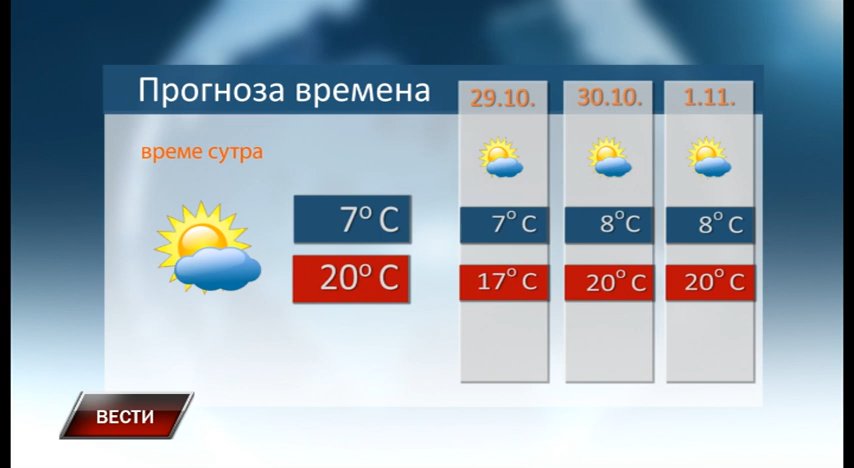 Прогноза времена
време сутра
7° C
20° C
29.10.
7° C
17° C
30.10.
8°C
20° C
1.11.
8° C
20° C
ВЕСТИ